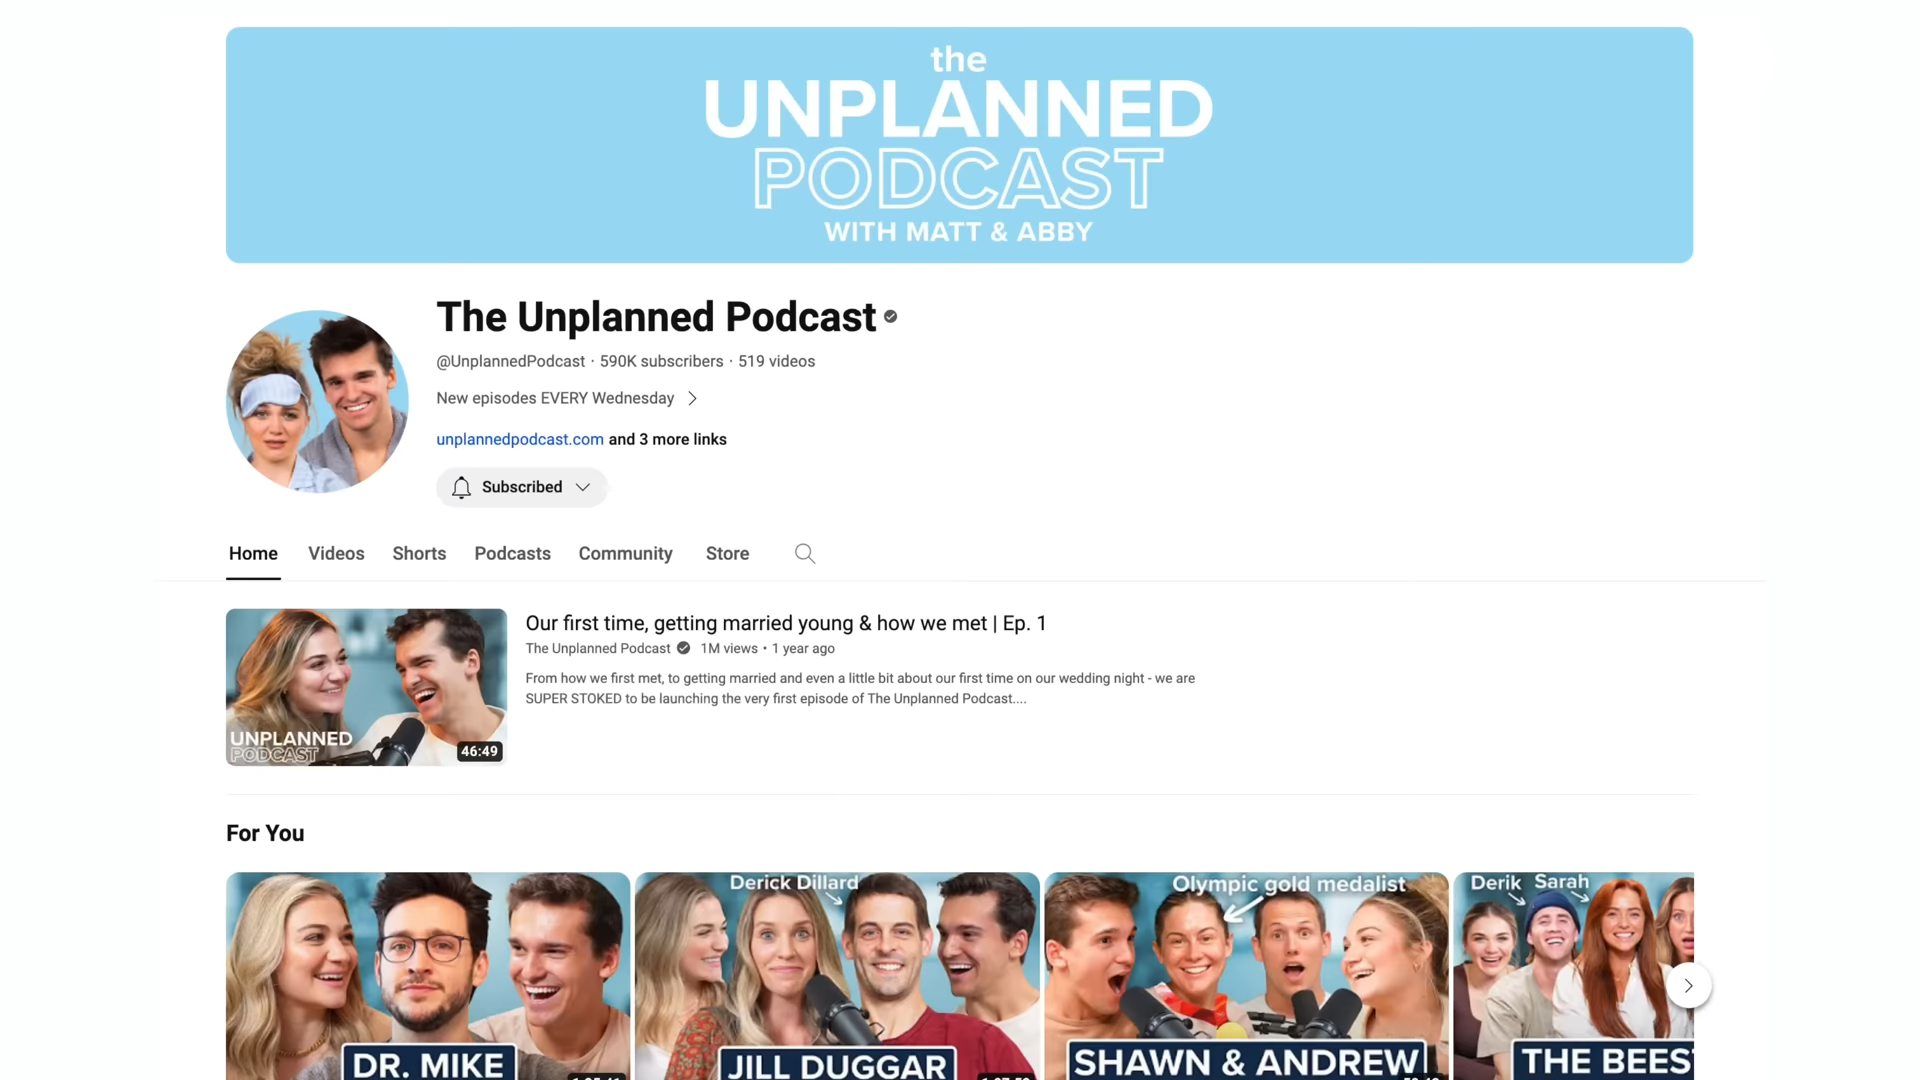 the
UNPLANNED
PODCAST
WITH MATT & ABBY
The Unplanned Podcast
@UnplannedPodcast · 590K subscribers · 519 videos
New episodes EVERY Wednesday
unplannedpodcast.com and 3 more links
Subscribed
Home Videos Shorts Podcasts Community Store
Our first time, getting married young & how we met | Ep. 1
The Unplanned Podcast 1M views • 1 year ago
From how we first met, to getting married and even a little bit about our first time on our wedding night - we are
SUPER STOKED to be launching the very first episode of The Unplanned Podcast....
UNPLANNED
PODCAST
46:49
For You
DR. MIKE
Derick Dillard
JILL DUGGAR
Olympic gold medalist
SHAWN & ANDREW
Derik Sarah
THE BEES